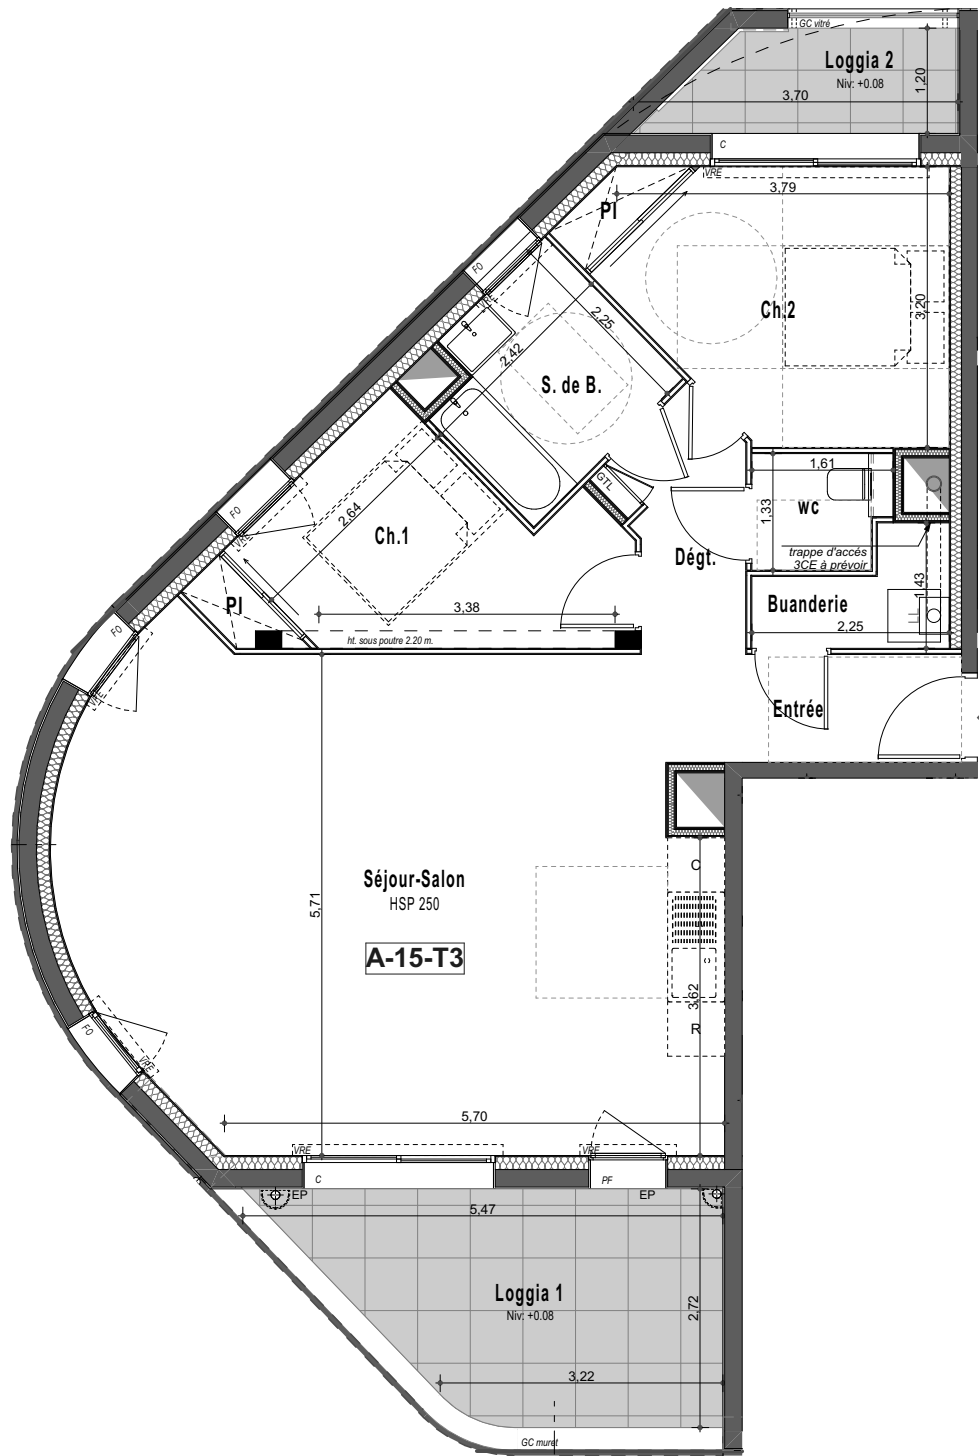 GC vitré
Loggia 2
Niv: +0.08
1,20
3,70
C
VRE
3,79
PI
FO
2,25
Ch.2
3,20
2,42
S. de B.
GTL
1,61
1,33
wc
FO
2,64
Ch.1
VRE
Dégt.
trappe d'accès
3CE à prévoir
PI
3,38
Buanderie
1,43
LL
2,25
ht. sous poutre 2.20 m.
FO
VRE
Entrée
C
Séjour-Salon
HSP 250
5,71
A-15-T3
3,62
R
FO
VRE
5,70
VRE
VRE
C
PF
EP
EP
5,47
Loggia 1
Niv: +0.08
2,72
3,22
GC muret